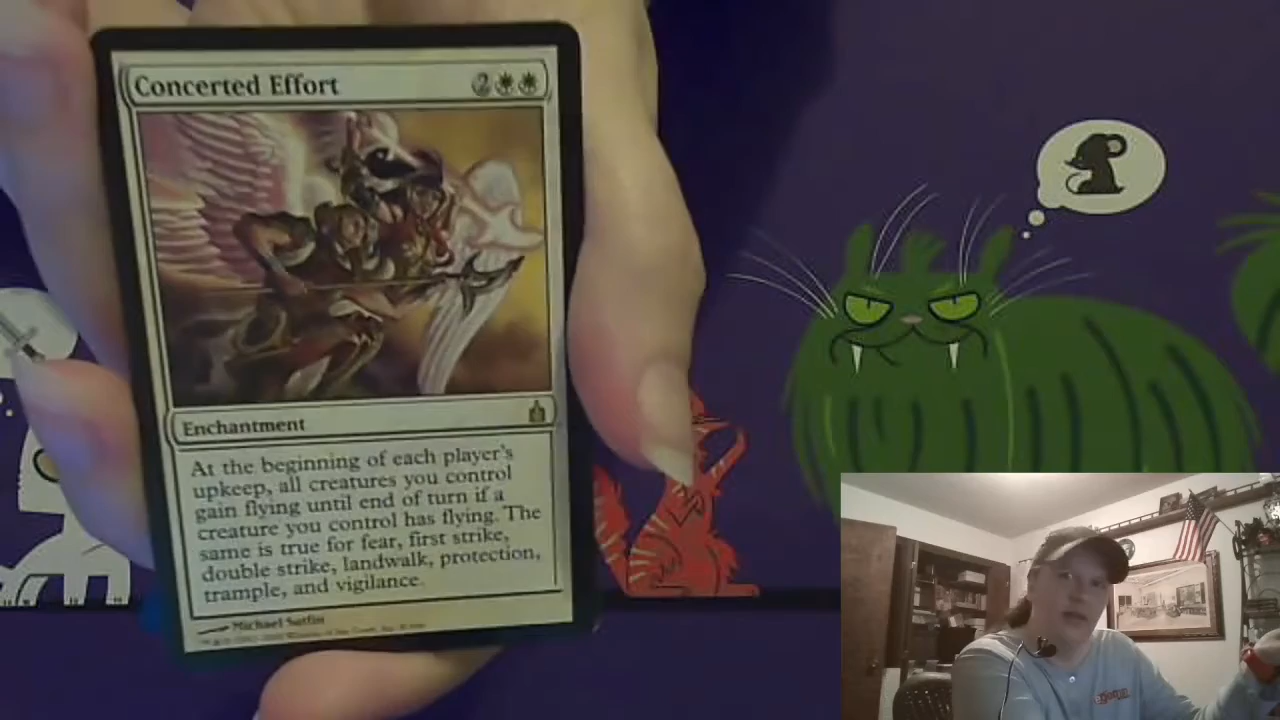 Concerted Effort 2
Enchantment
At the beginning of each player's
upkeep, all creatures you control
gain flying until end of turn if a
creature you control has flying. The
same is true for fear, first strike,
double strike, landwalk, protection,
trample, and vigilance.
Michael Sutfin